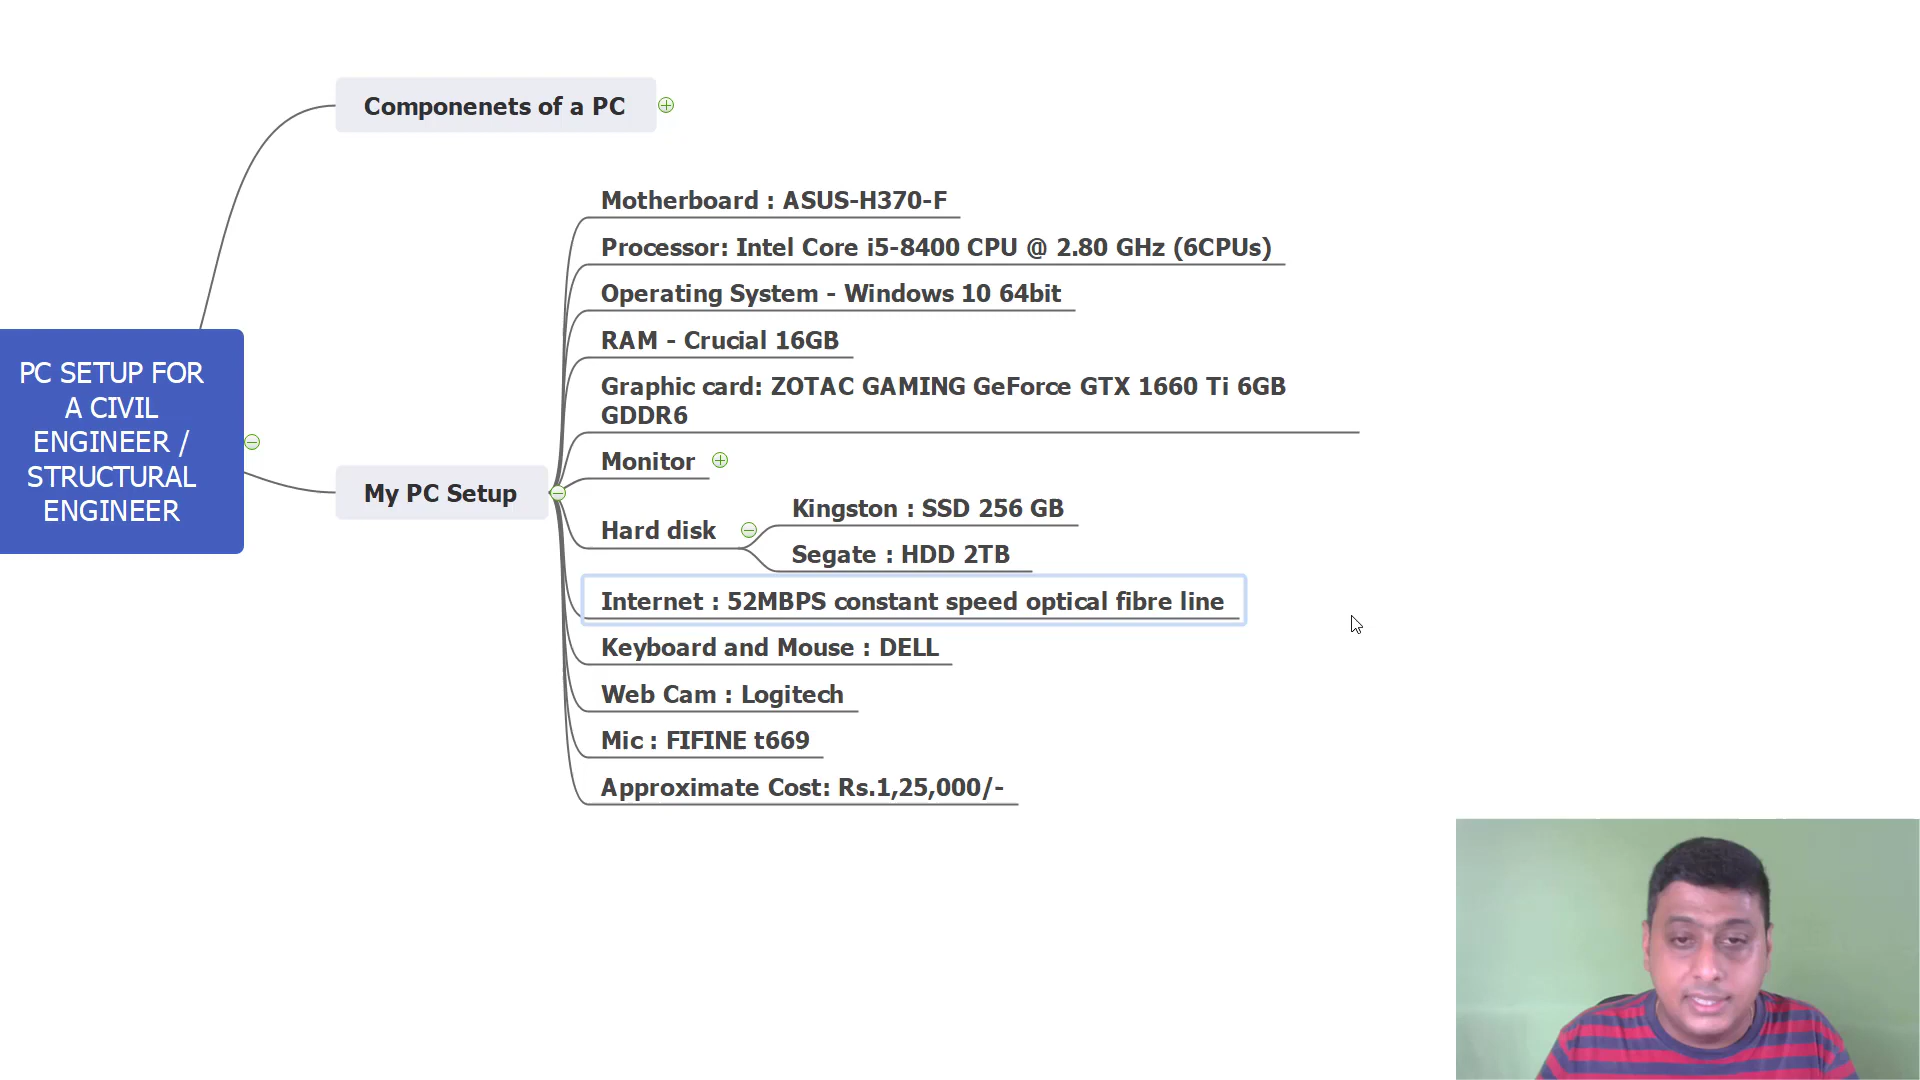 PC SETUP FOR
A CIVIL
ENGINEER /
STRUCTURAL
ENGINEER
Componenets of a PC
My PC Setup
Motherboard : ASUS-H370-F
Processor: Intel Core i5-8400 CPU @ 2.80 GHz (6CPUs)
Operating System - Windows 10 64bit
RAM - Crucial 16GB
Graphic card: ZOTAC GAMING GeForce GTX 1660 Ti 6GB
GDDR6
Monitor
Hard disk
Kingston : SSD 256 GB
Segate : HDD 2TB
Internet : 52MBPS constant speed optical fibre line
Keyboard and Mouse : DELL
Web Cam : Logitech
Mic : FIFINE t669
Approximate Cost: Rs.1,25,000/-